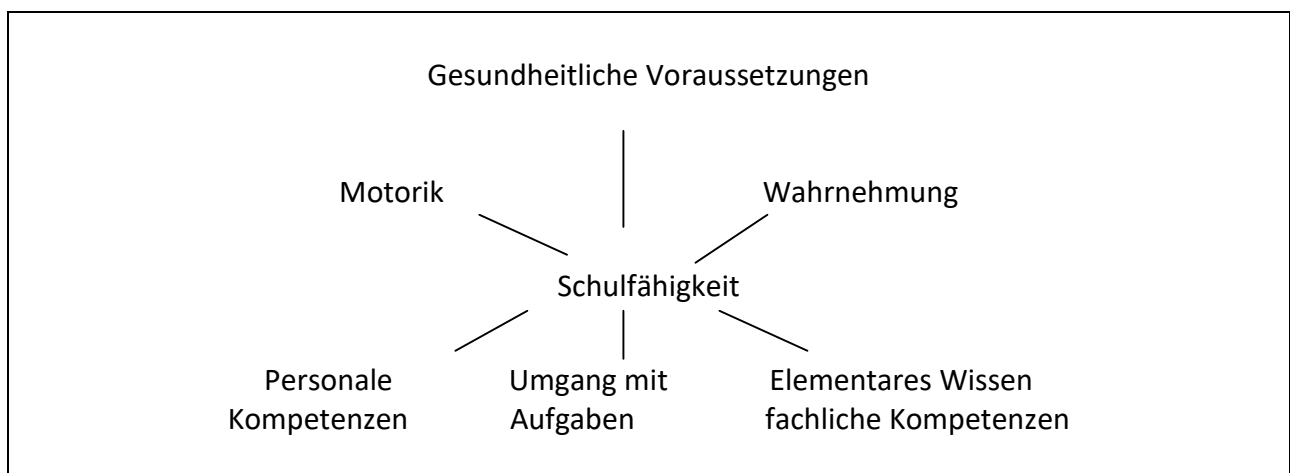 Gesundheitliche Voraussetzungen
Motorik
Wahrnehmung
Schulfähigkeit
Personale
Kompetenzen
Umgang mit
Aufgaben
Elementares Wissen
fachliche Kompetenzen